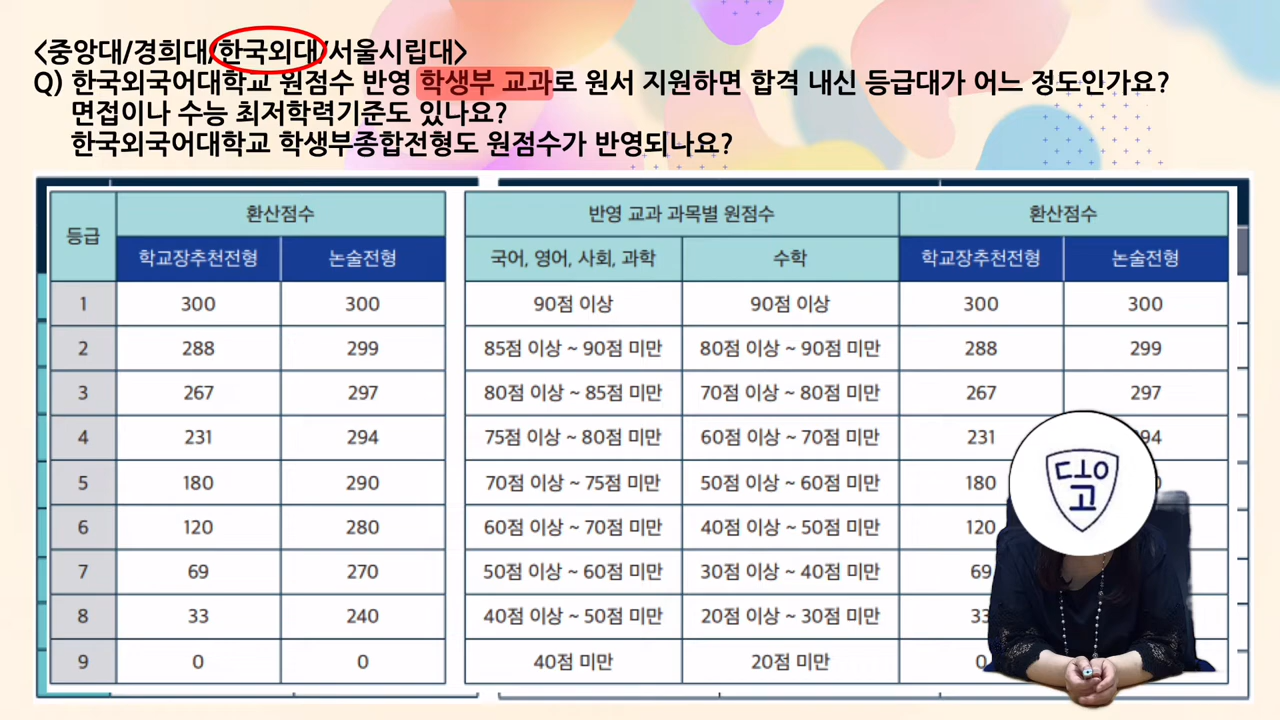 <중앙대/경희대/한국외대/서울시립대>
Q) 한국외국어대학교 원점수 반영 학생부 교과로 원서 지원하면 합격 내신 등급대가 어느 정도인가요?
면접이나 수능 최저학력기준도 있나요?
한국외국어대학교 학생부종합전형도 원점수가 반영되나요?
등급 환산점수
학교장추천전형 논술전형
1 300 300
2 288 299
3 267 297
4 231 294
5 180 290
6 120 280
7 69 270
8 33 240
9 0 0
반영 교과 과목별 원점수 환산점수
국어, 영어, 사회, 과학 수학 학교장추천전형 논술전형
90점 이상 90점 이상 300 300
85점 이상 ~ 90점 미만 80점 이상 ~ 90점 미만 288 299
80점 이상 ~ 85점 미만 70점 이상 ~ 80점 미만 267 297
75점 이상 ~ 80점 미만 60점 이상 ~ 70점 미만 231
70점 이상 ~ 75점 미만 50점 이상 ~ 60점 미만 180
60점 이상 ~ 70점 미만 40점 이상 ~ 50점 미만 120
50점 이상 ~ 60점 미만 30점 이상 ~ 40점 미만 69
40점 이상 ~ 50점 미만 20점 이상 ~ 30점 미만 33
40점 미만 20점 미만 0